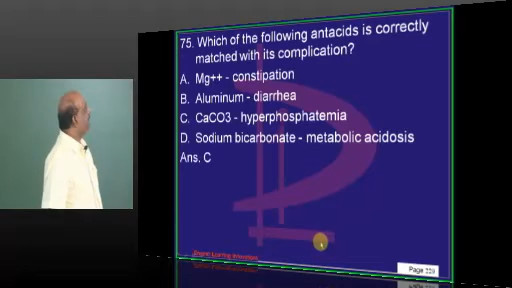 75. Which of the following antacids is correctly
matched with its complication?
A. Mg++ - constipation
B. Aluminum - diarrhea
C. CaCO3 - hyperphosphatemia
D. Sodium bicarbonate - metabolic acidosis
Ans. C
Page 229